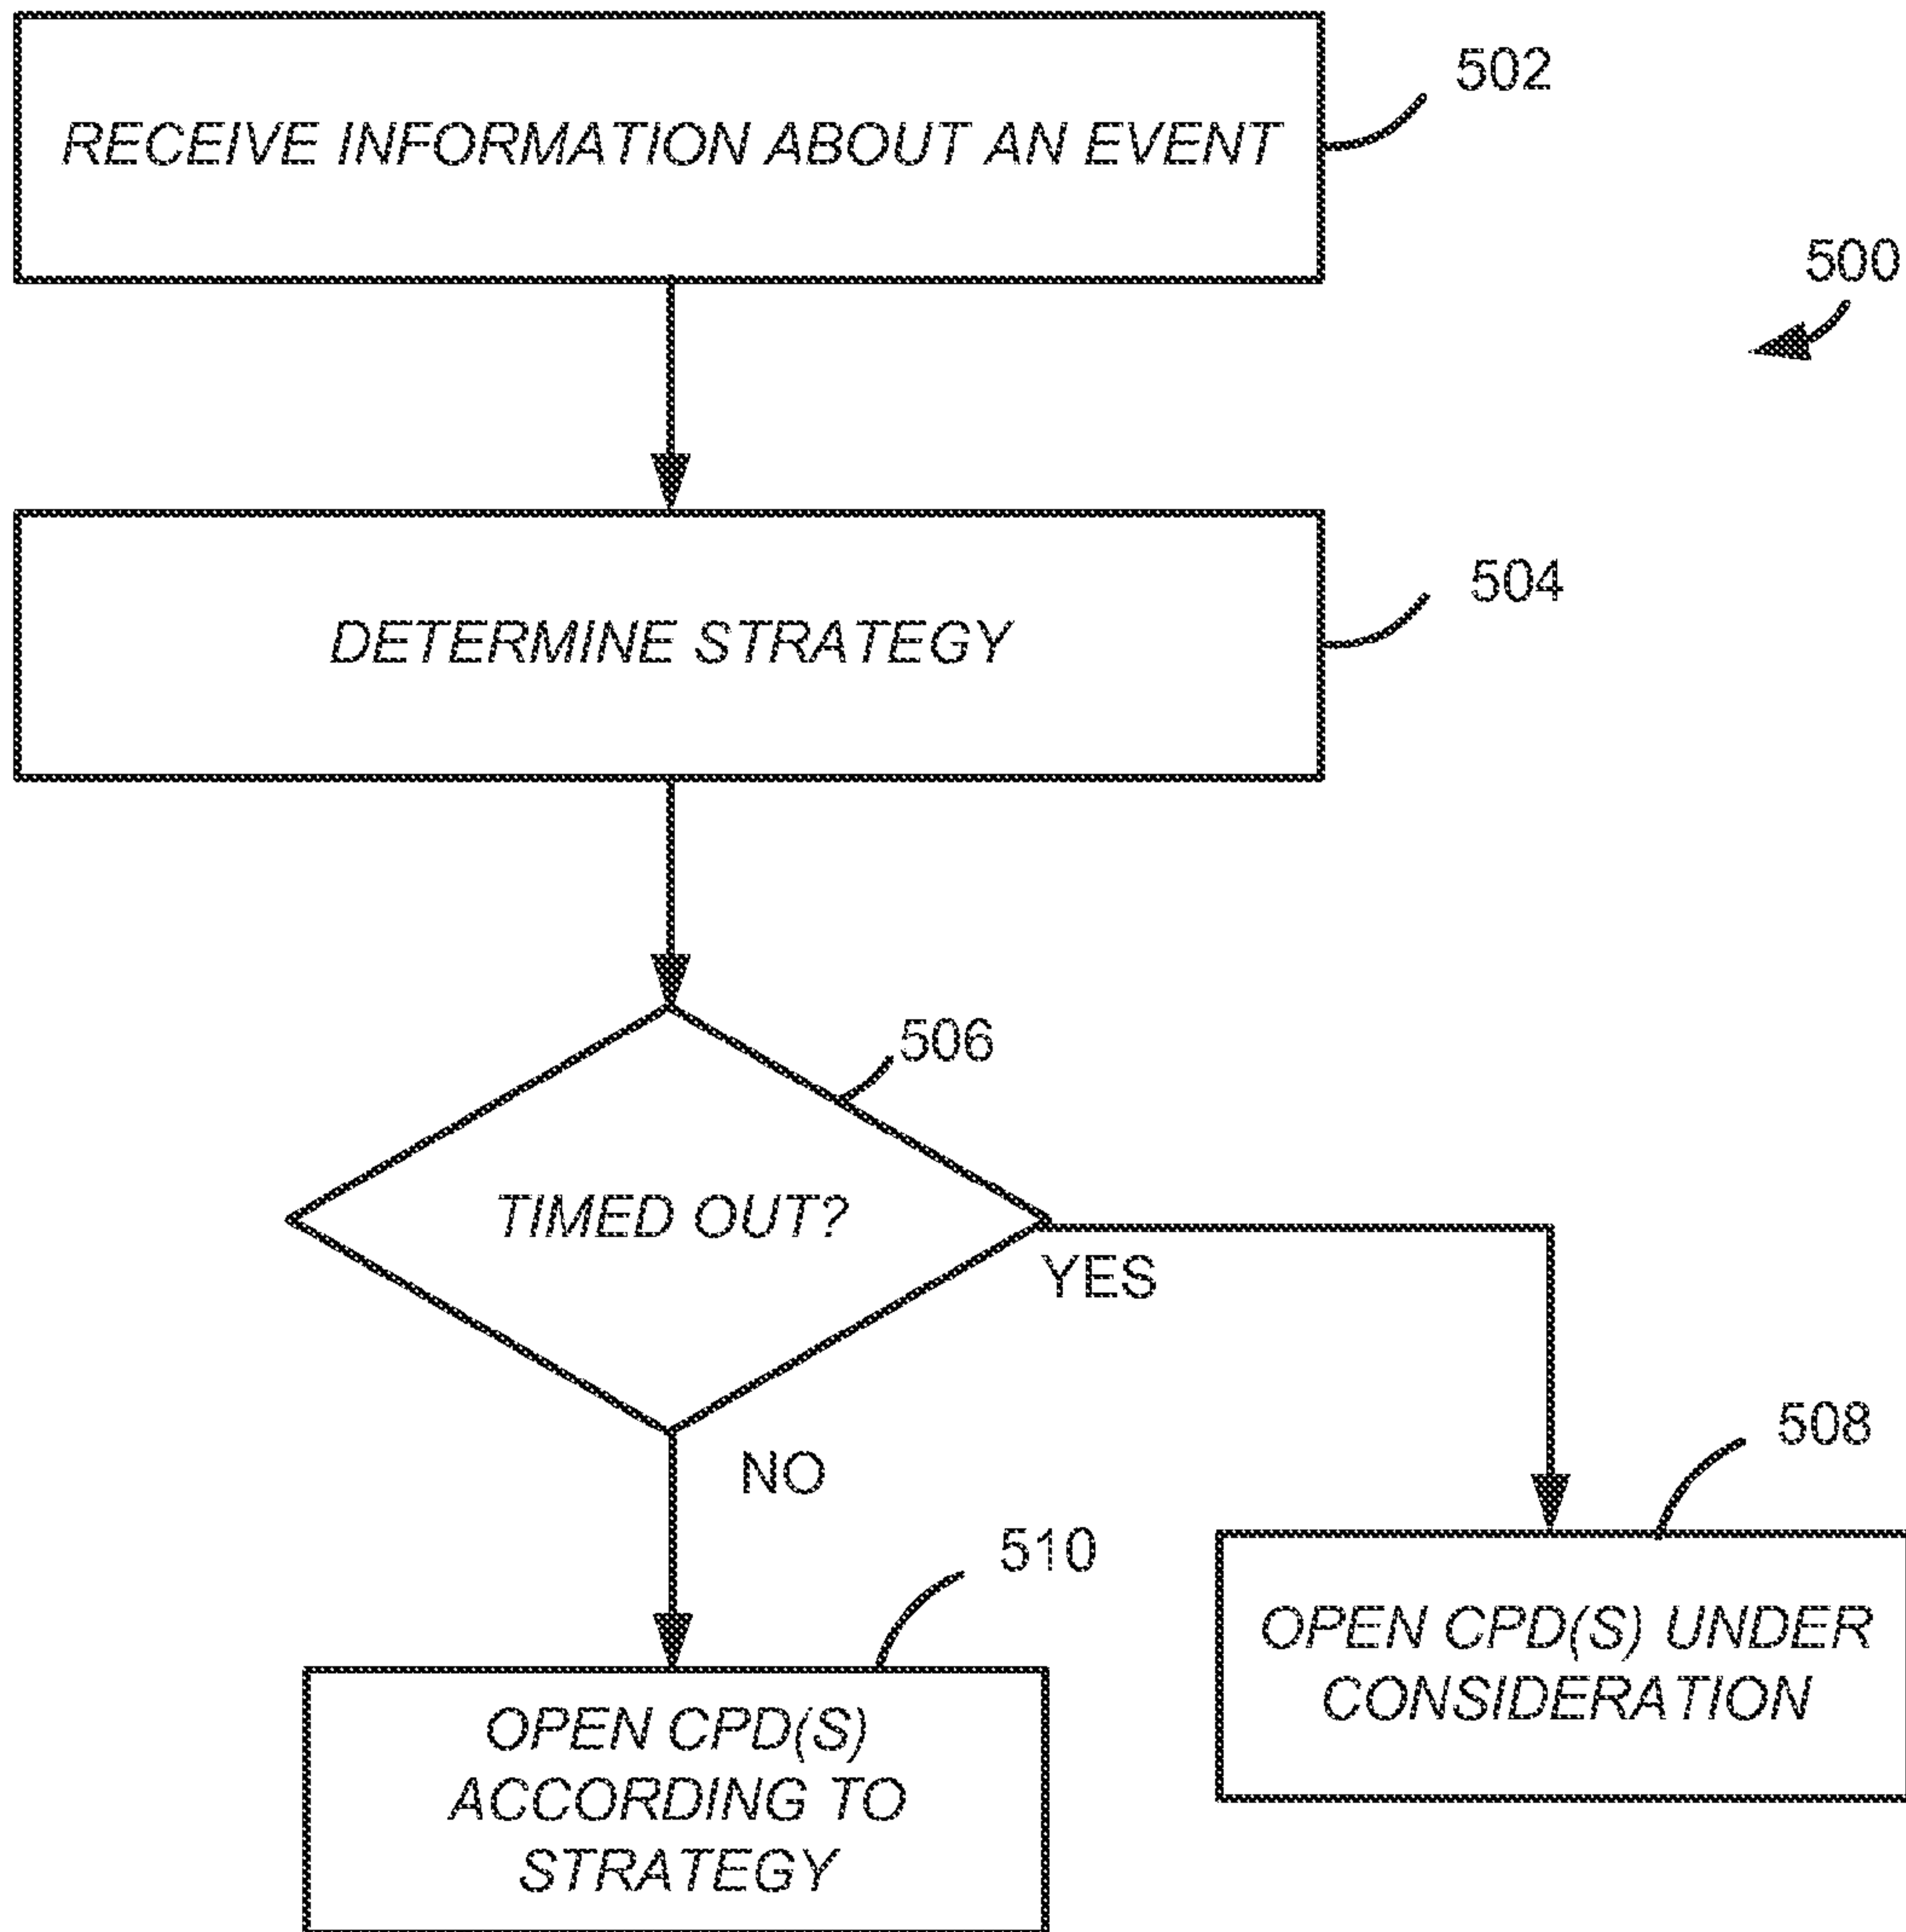 RECEIVE INFORMATION ABOUT AN EVENT
502
500
DETERMINE STRATEGY
504
506
TIMED OUT?
YES
NO
508
510
OPEN CPD(S) UNDER
CONSIDERATION
OPEN CPD(S)
ACCORDING TO
STRATEGY